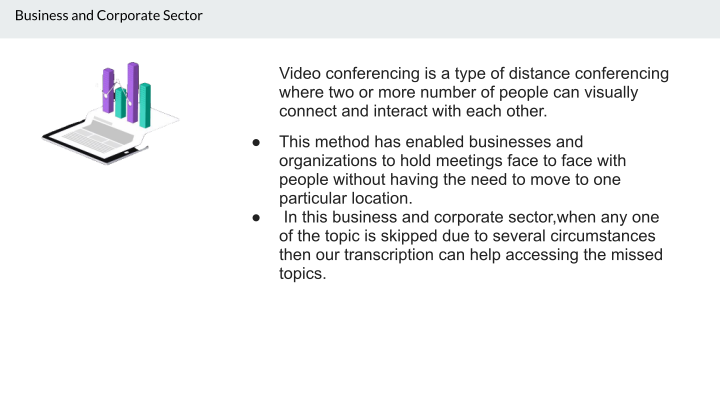 Business and Corporate Sector
Video conferencing is a type of distance conferencing
where two or more number of people can visually
connect and interact with each other.
● This method has enabled businesses and
organizations to hold meetings face to face with
people without having the need to move to one
particular location.
● In this business and corporate sector,when any one
of the topic is skipped due to several circumstances
then our transcription can help accessing the missed
topics.